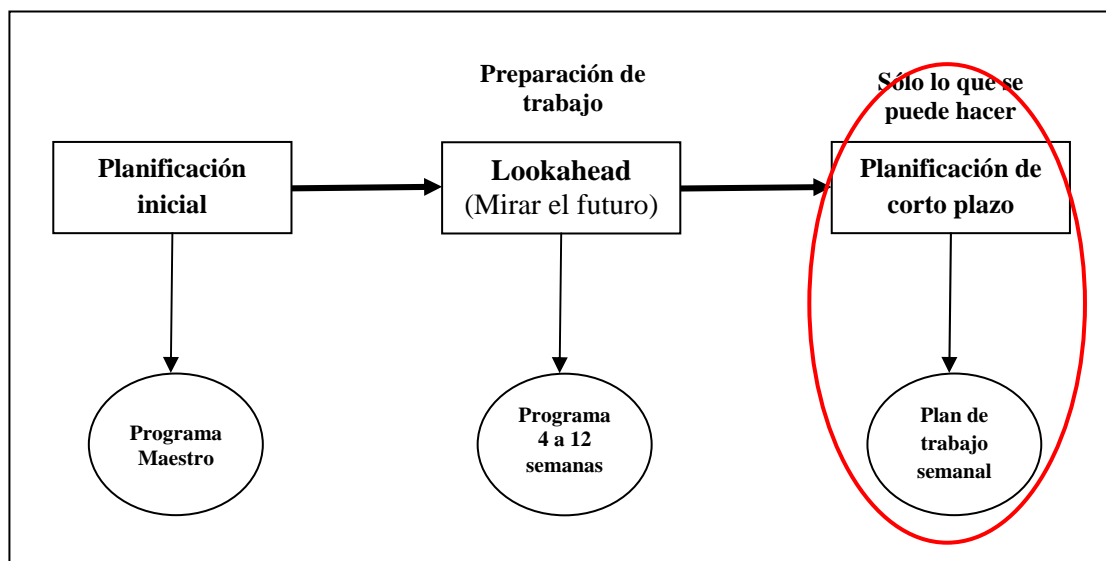 Preparación de
trabajo
Sólo lo que se
puede hacer
Planificación
inicial
Lookahead
(Mirar el futuro)
Planificación de
corto plazo
Programa
Maestro
Programa
4 a 12
semanas
Plan de
trabajo
semanal